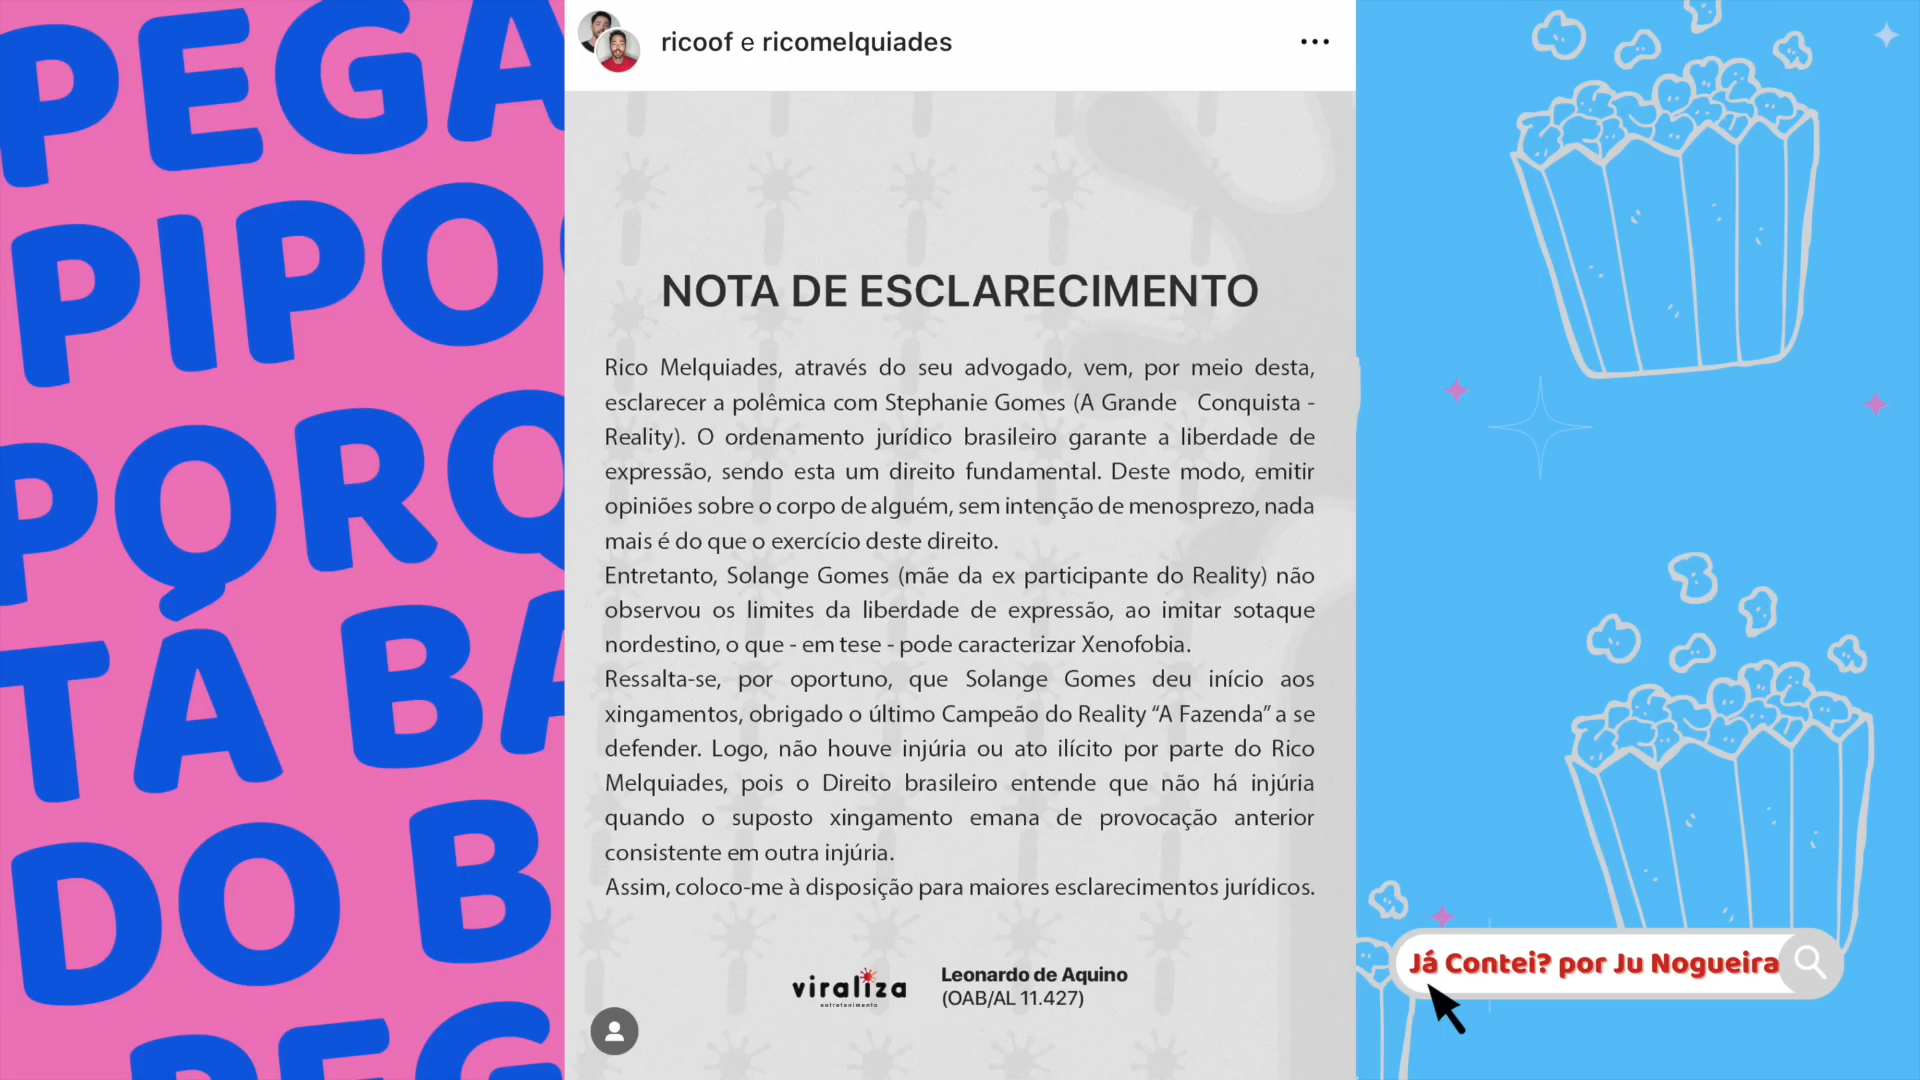 PEGA
PIPO
PORQ
TÁ BA
DO B
PEG
ricoof e ricomelquiades
NOTA DE ESCLARECIMENTO
Rico Melquiades, através do seu advogado, vem, por meio desta,
esclarecer a polêmica com Stephanie Gomes (A Grande Conquista -
Reality). O ordenamento jurídico brasileiro garante a liberdade de
expressão, sendo esta um direito fundamental. Deste modo, emitir
opiniões sobre o corpo de alguém, sem intenção de menosprezo, nada
mais é do que o exercício deste direito.
Entretanto, Solange Gomes (mãe da ex participante do Reality) não
observou os limites da liberdade de expressão, ao imitar sotaque
nordestino, o que - em tese - pode caracterizar Xenofobia.
Ressalta-se, por oportuno, que Solange Gomes deu início aos
xingamentos, obrigado o último Campeão do Reality “A Fazenda” a se
defender. Logo, não houve injúria ou ato ilícito por parte do Rico
Melquiades, pois o Direito brasileiro entende que não há injúria
quando o suposto xingamento emana de provocação anterior
consistente em outra injúria.
Assim, coloco-me à disposição para maiores esclarecimentos jurídicos.
viraliza
entretenimento
Leonardo de Aquino
(OAB/AL 11.427)
Já Contei? por Ju Nogueira